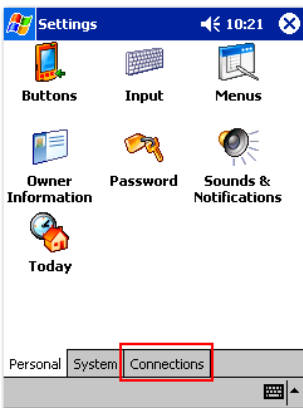 Settings 10:21
Buttons Input Menus
Owner Information Password Sounds & Notifications
Today
Personal System Connections